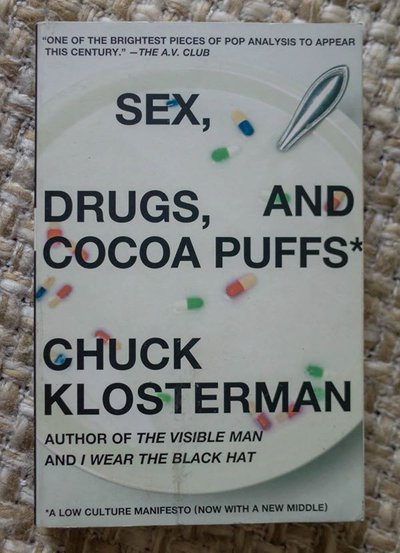 "ONE OF THE BRIGHTEST PIECES OF POP ANALYSIS TO APPEAR
THIS CENTURY." —THE A.V. CLUB
SEX,
DRUGS, AND
COCOA PUFFS*
CHUCK
KLOSTERMAN
AUTHOR OF THE VISIBLE MAN
AND I WEAR THE BLACK HAT
*A LOW CULTURE MANIFESTO (NOW WITH A NEW MIDDLE)